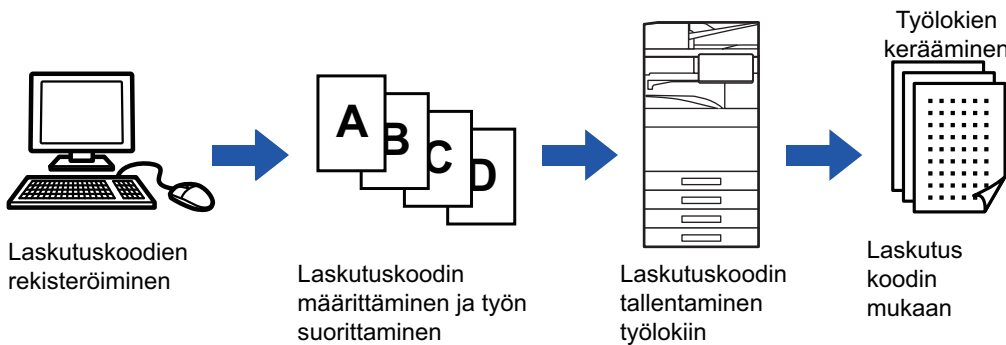 Työlokien
kerääminen
A
B
C
D
Laskutuskoodien
rekisteröiminen
Laskutuskoodin
määrittäminen ja työn
suorittaminen
Laskutuskoodin
tallentaminen
työlokiin
Laskutus
koodin
mukaan